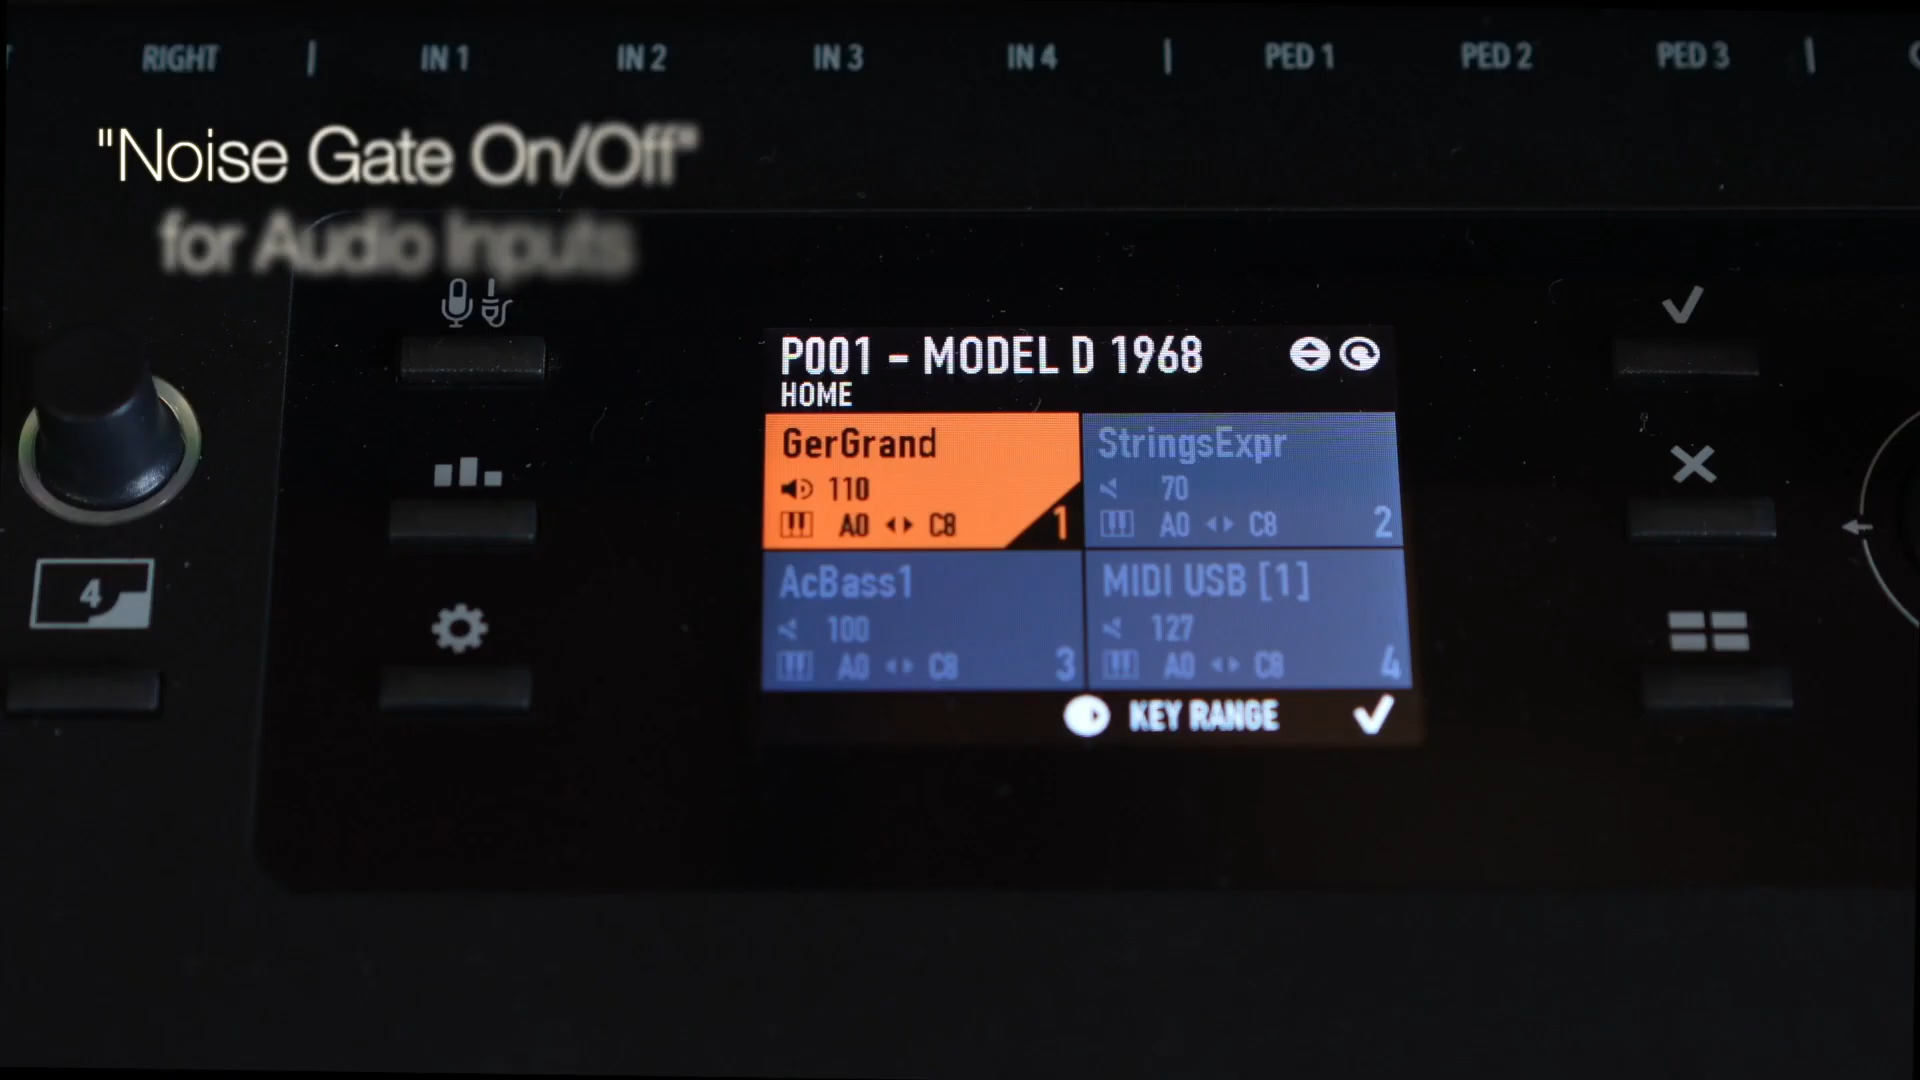 RIGHT | IN 1 IN 2 IN 3 IN 4 | PED 1 PED 2 PED 3 |
"Noise Gate On/Off"
for Audio Inputs
P001 - MODEL D 1968
HOME
GerGrand
110
A0 C8 1
StringsExpr
70
A0 C8 2
AcBass1
100
A0 C8 3
MIDI USB [1]
127
A0 C8 4
KEY RANGE
4